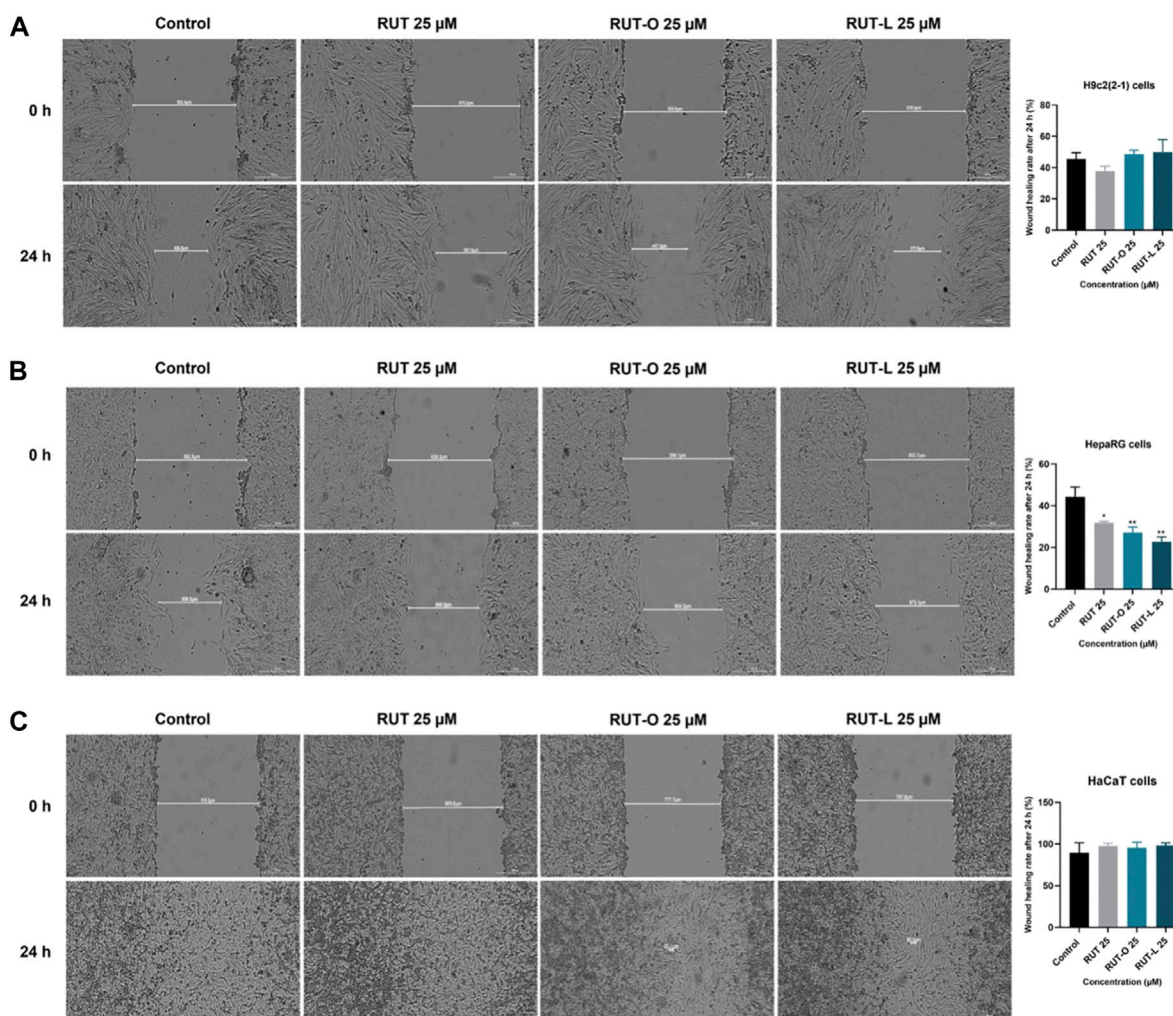 A
Control
RUT 25 µM
RUT-O 25 µM
RUT-L 25 µM
0 h
24 h
H9c2(2-1) cells
Wound healing rate after 24 h (%)
80
60
40
20
0
Control
RUT 25
RUT-O 25
RUT-L 25
Concentration (µM)
B
Control
RUT 25 µM
RUT-O 25 µM
RUT-L 25 µM
0 h
24 h
HepaRG cells
Wound healing rate after 24 h (%)
60
40
20
0
*
**
**
Control
RUT 25
RUT-O 25
RUT-L 25
Concentration (µM)
C
Control
RUT 25 µM
RUT-O 25 µM
RUT-L 25 µM
0 h
24 h
HaCaT cells
Wound healing rate after 24 h (%)
150
100
50
0
Control
RUT 25
RUT-O 25
RUT-L 25
Concentration (µM)